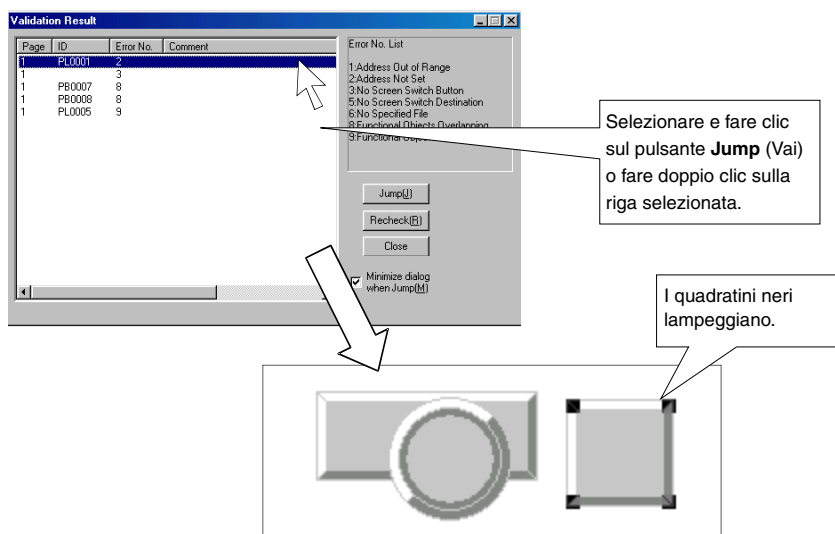 Validation Result
Page ID Error No. Comment
1 PL0001 2
1 3
1 PB0007 8
1 PB0008 8
1 PL0005 9
Error No. List
1:Address Out of Range
2:Address Not Set
3:No Screen Switch Button
5:No Screen Switch Destination
6:No Specified File
8:Functional Objects Overlapping
9:Functional
Jump(J)
Recheck(R)
Close
Minimize dialog
when Jump(M)
Selezionare e fare clic
sul pulsante Jump (Vai)
o fare doppio clic sulla
riga selezionata.
I quadratini neri
lampeggiano.